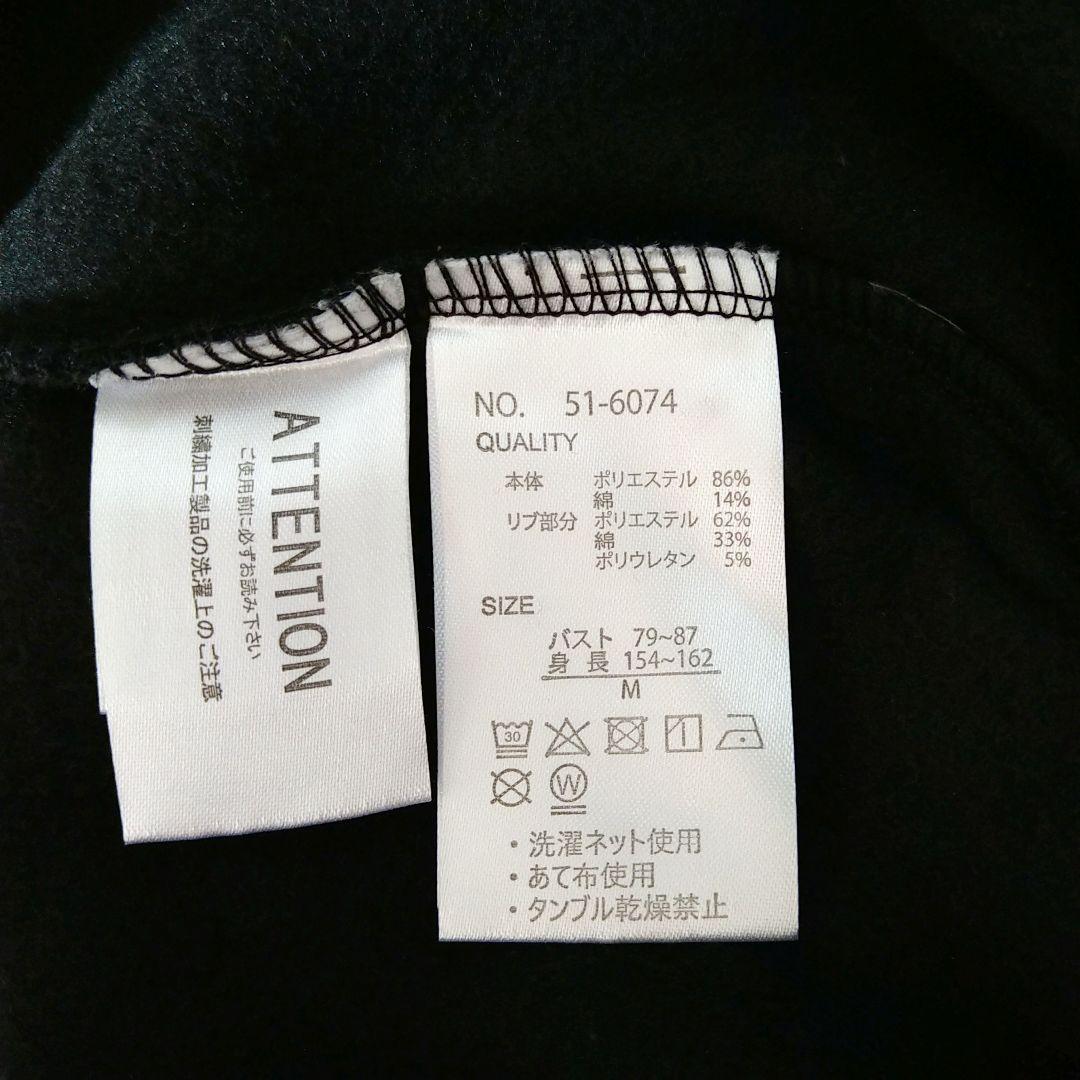 ATTENTION
ご使用前に必ずお読み下さい
刺繍加工製品の洗濯上のご注意
NO. 51-6074
QUALITY
本体 ポリエステル 86%
綿 14%
リブ部分 ポリエステル 62%
綿 33%
ポリウレタン 5%
SIZE
バスト 79~87
身長 154~162
M
30
W
・洗濯ネット使用
・あて布使用
・タンブル乾燥禁止